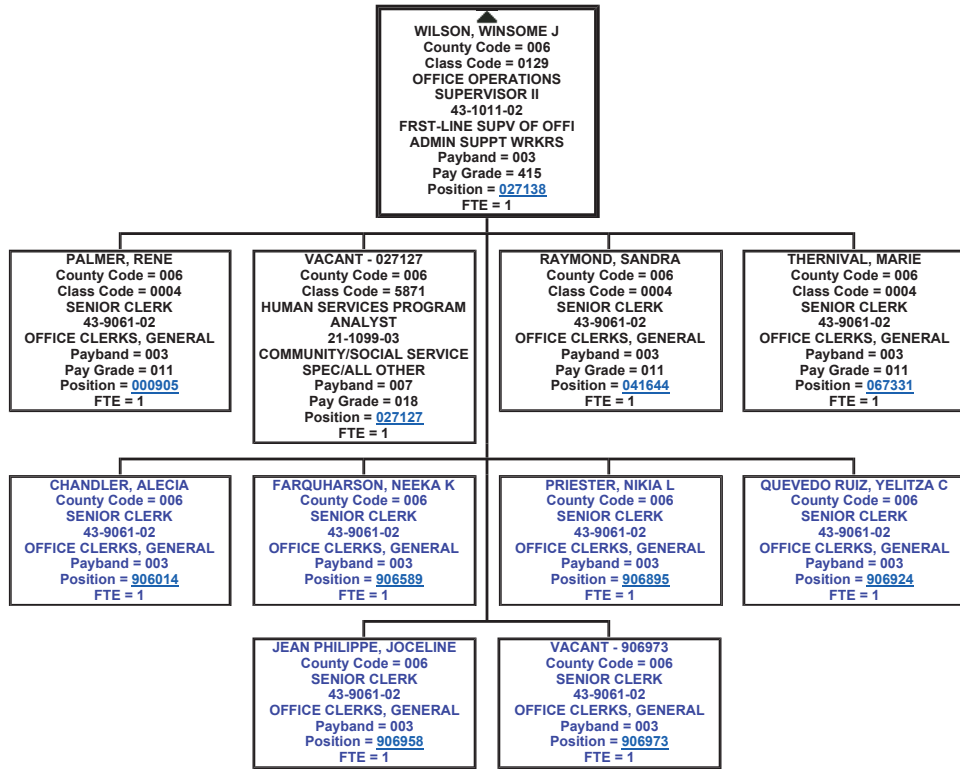 WILSON, WINSOME J
County Code = 006
Class Code = 0129
OFFICE OPERATIONS
SUPERVISOR II
43-1011-02
FRST-LINE SUPV OF OFFI
ADMIN SUPPT WRKRS
Payband = 003
Pay Grade = 415
Position = 027138
FTE = 1
PALMER, RENE
County Code = 006
Class Code = 0004
SENIOR CLERK
43-9061-02
OFFICE CLERKS, GENERAL
Payband = 003
Pay Grade = 011
Position = 000905
FTE = 1
VACANT - 027127
County Code = 006
Class Code = 5871
HUMAN SERVICES PROGRAM
ANALYST
21-1099-03
COMMUNITY/SOCIAL SERVICE
SPEC/ALL OTHER
Payband = 007
Pay Grade = 018
Position = 027127
FTE = 1
RAYMOND, SANDRA
County Code = 006
Class Code = 0004
SENIOR CLERK
43-9061-02
OFFICE CLERKS, GENERAL
Payband = 003
Pay Grade = 011
Position = 041644
FTE = 1
THERNIVAL, MARIE
County Code = 006
Class Code = 0004
SENIOR CLERK
43-9061-02
OFFICE CLERKS, GENERAL
Payband = 003
Pay Grade = 011
Position = 067331
FTE = 1
CHANDLER, ALECIA
County Code = 006
SENIOR CLERK
43-9061-02
OFFICE CLERKS, GENERAL
Payband = 003
Position = 906014
FTE = 1
FARQUHARSON, NEEKA K
County Code = 006
SENIOR CLERK
43-9061-02
OFFICE CLERKS, GENERAL
Payband = 003
Position = 906589
FTE = 1
PRIESTER, NIKIA L
County Code = 006
SENIOR CLERK
43-9061-02
OFFICE CLERKS, GENERAL
Payband = 003
Position = 906895
FTE = 1
QUEVEDO RUIZ, YELITZA C
County Code = 006
SENIOR CLERK
43-9061-02
OFFICE CLERKS, GENERAL
Payband = 003
Position = 906924
FTE = 1
JEAN PHILIPPE, JOCELINE
County Code = 006
SENIOR CLERK
43-9061-02
OFFICE CLERKS, GENERAL
Payband = 003
Position = 906958
FTE = 1
VACANT - 906973
County Code = 006
SENIOR CLERK
43-9061-02
OFFICE CLERKS, GENERAL
Payband = 003
Position = 906973
FTE = 1